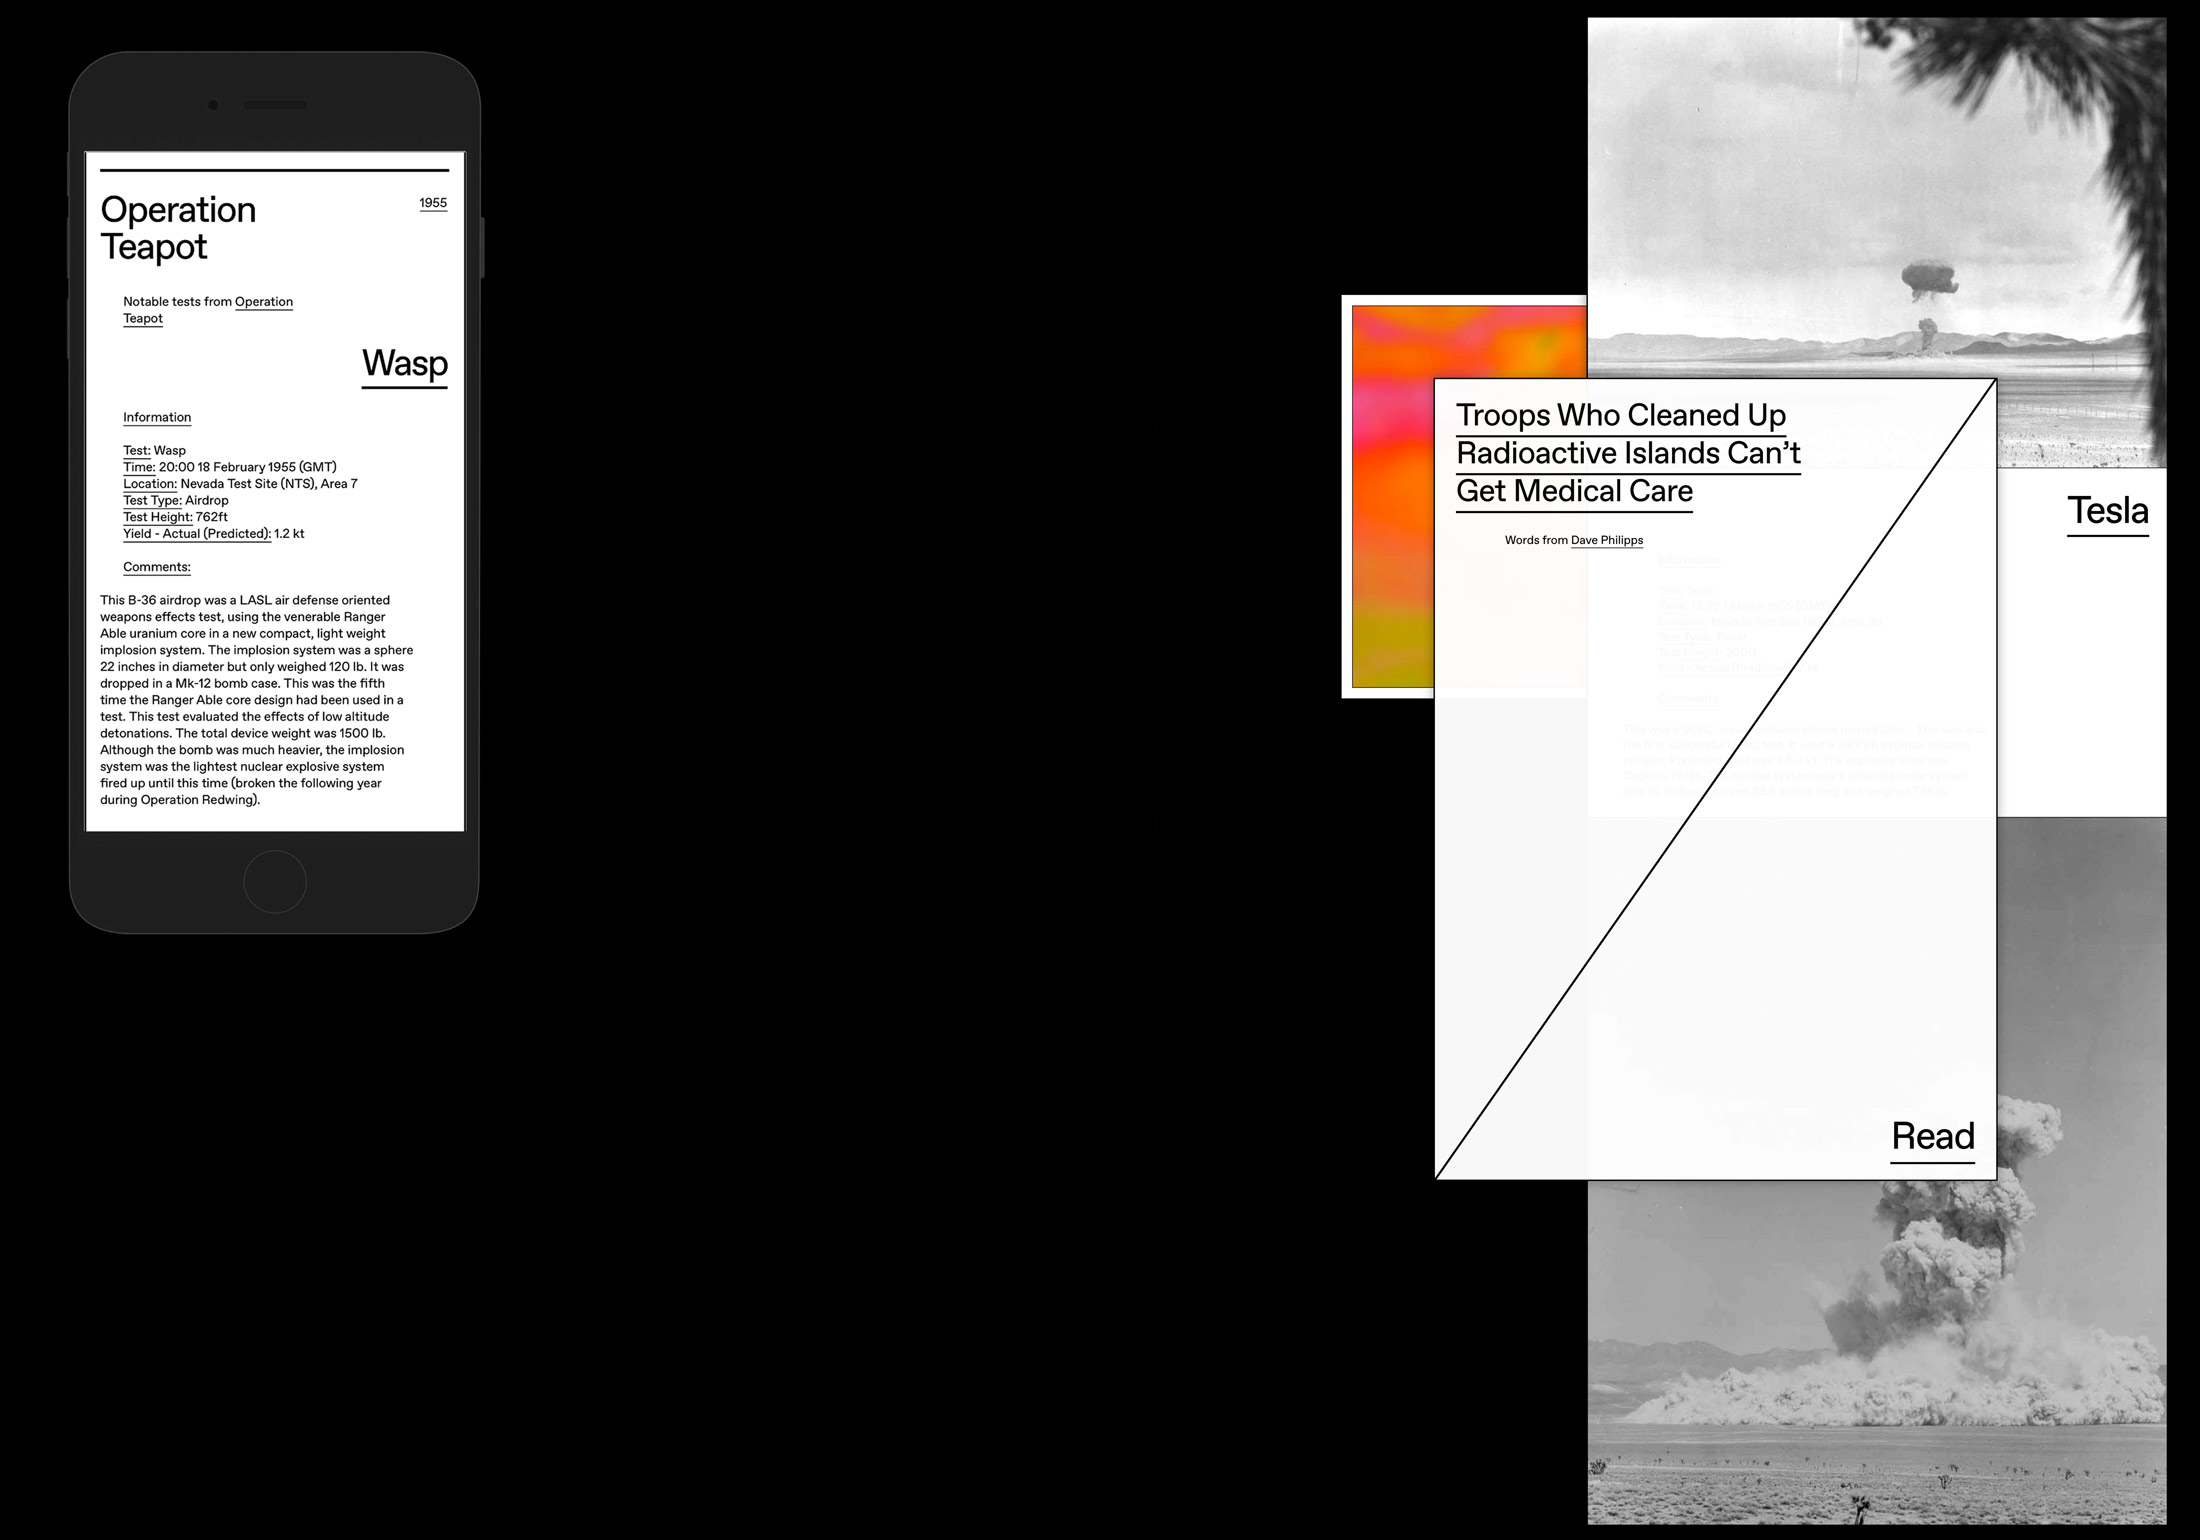 Operation
Teapot
1955
Notable tests from Operation
Teapot
Wasp
Information
Test: Wasp
Time: 20:00 18 February 1955 (GMT)
Location: Nevada Test Site (NTS), Area 7
Test Type: Airdrop
Test Height: 762ft
Yield - Actual (Predicted): 1.2 kt
Comments:
This B-36 airdrop was a LASL air defense oriented
weapons effects test, using the venerable Ranger
Able uranium core in a new compact, light weight
implosion system. The implosion system was a sphere
22 inches in diameter but only weighed 120 lb. It was
dropped in a Mk-12 bomb case. This was the fifth
time the Ranger Able core design had been used in a
test. This test evaluated the effects of low altitude
detonations. The total device weight was 1500 lb.
Although the bomb was much heavier, the implosion
system was the lightest nuclear explosive system
fired up until this time (broken the following year
during Operation Redwing).
Troops Who Cleaned Up
Radioactive Islands Can’t
Get Medical Care
Words from Dave Philipps
Read
Tesla
Information
Comments: